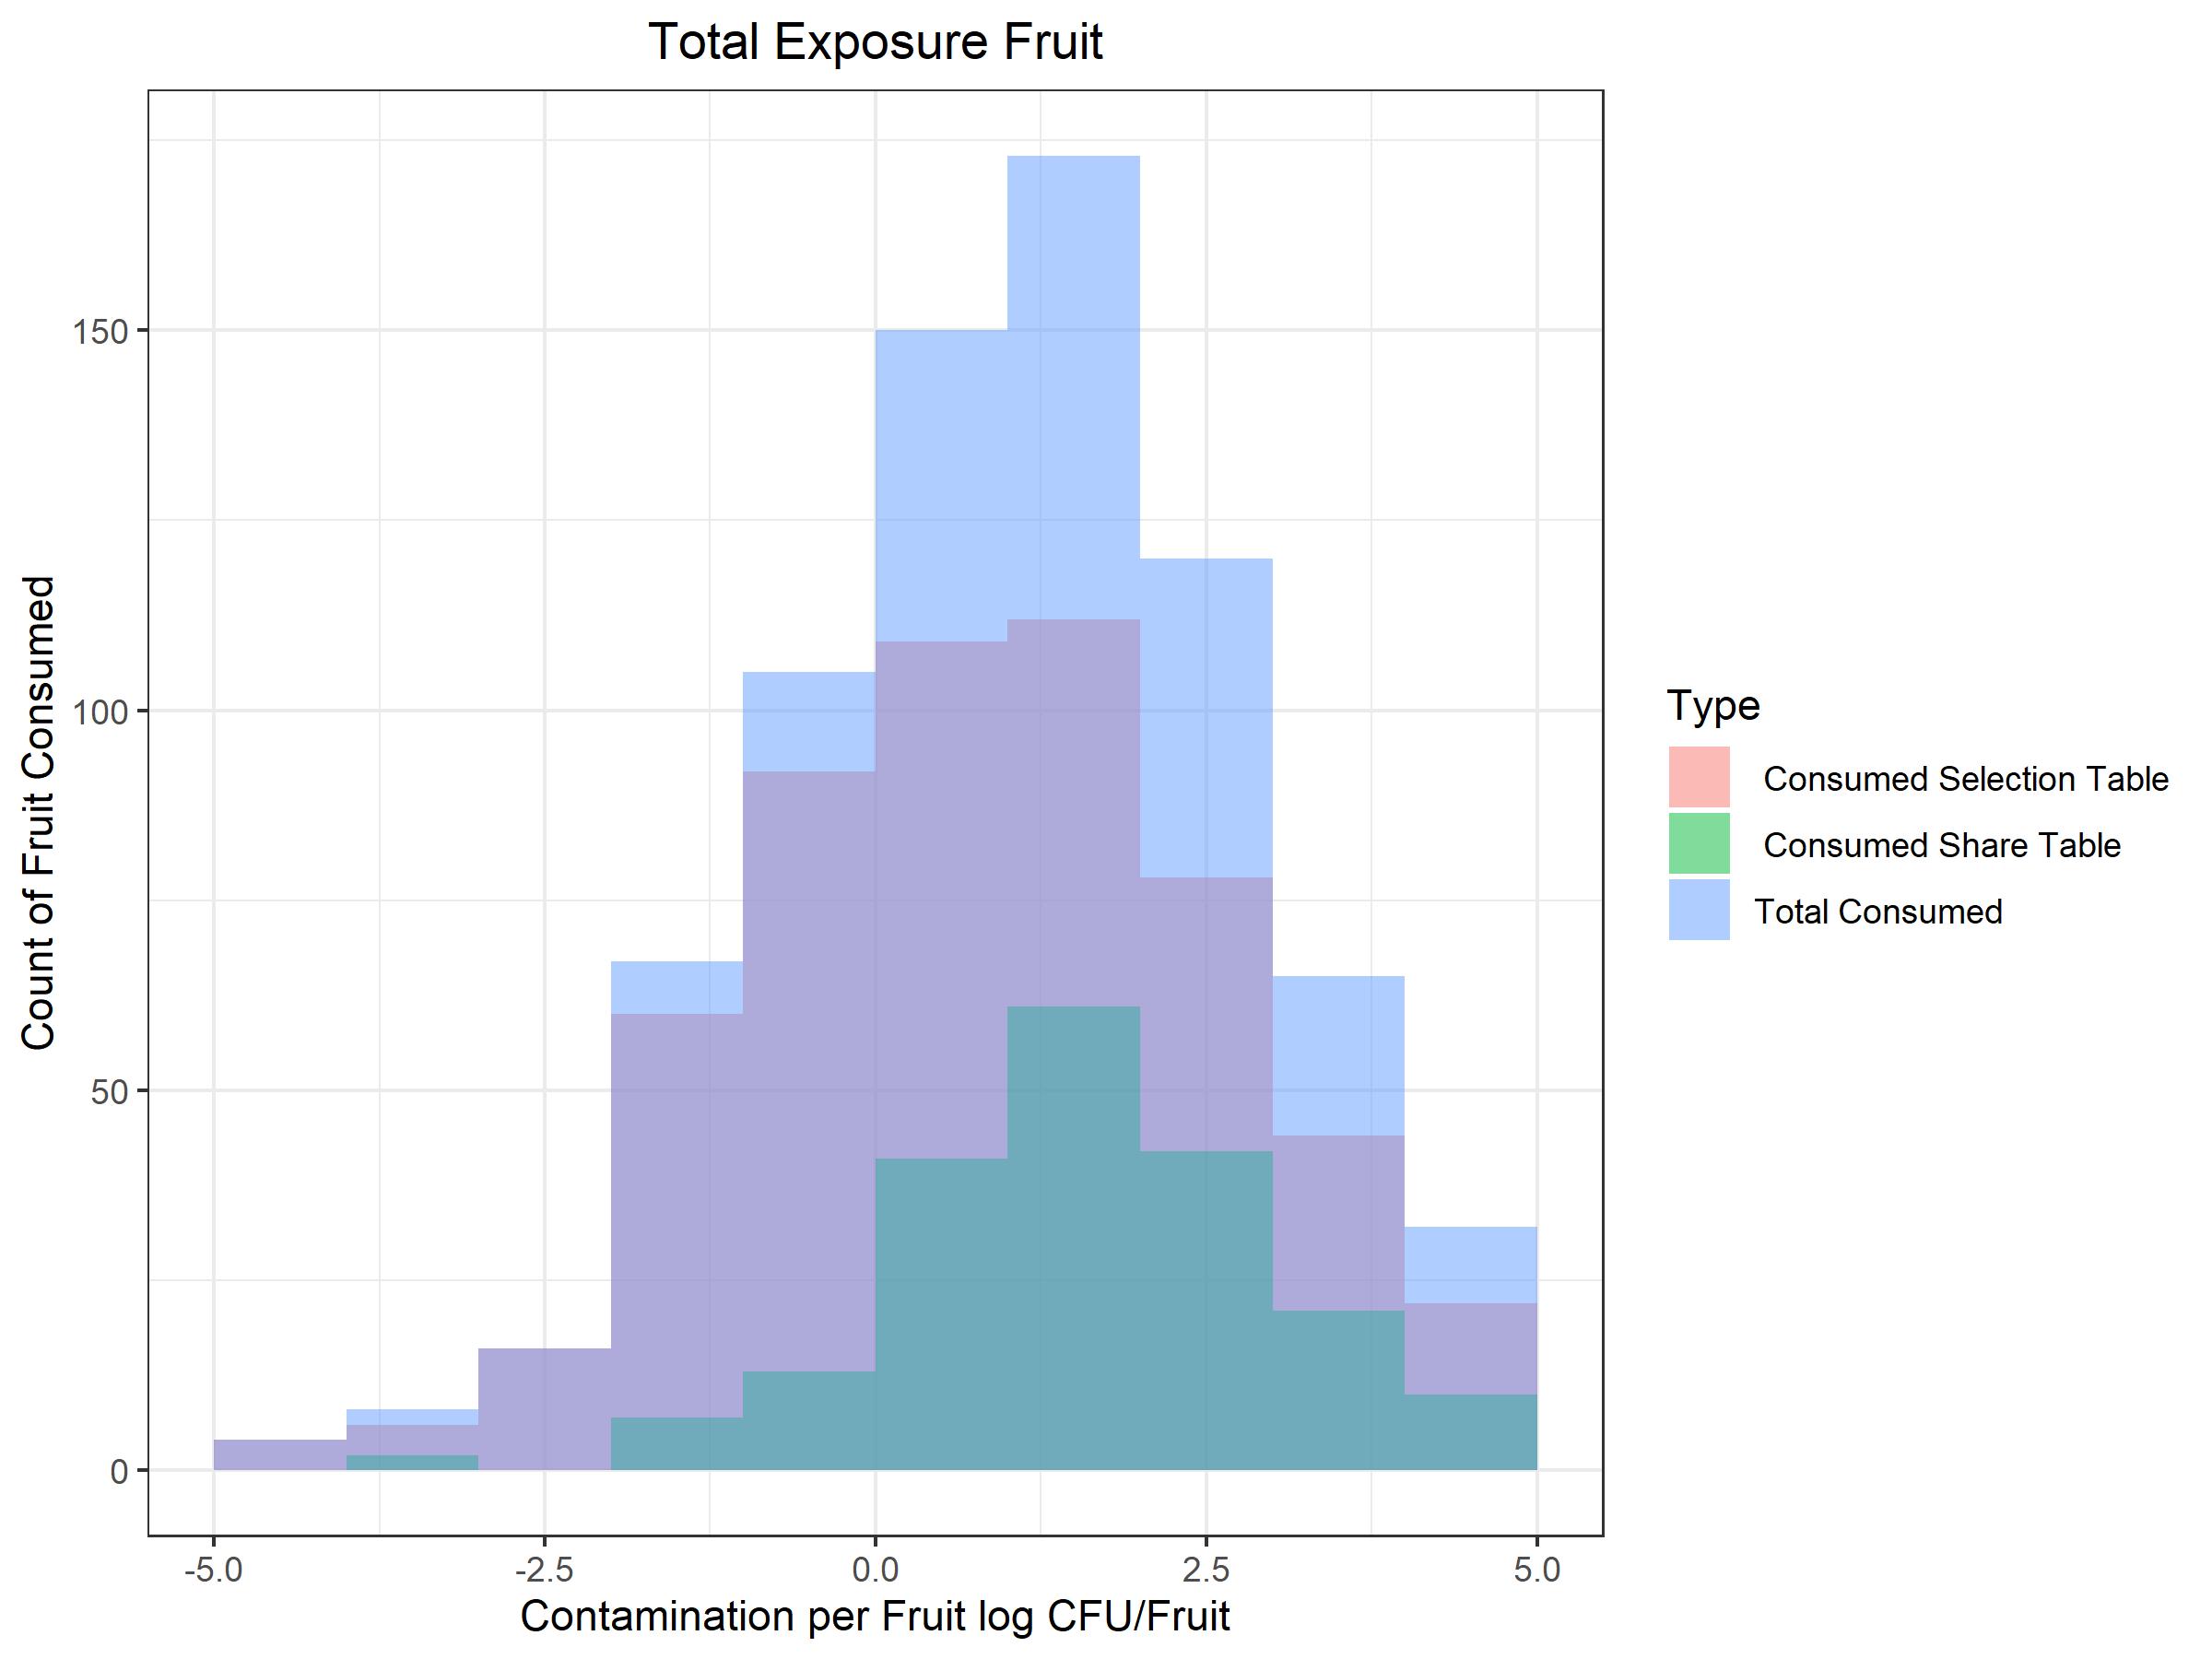 Total Exposure Fruit
Count of Fruit Consumed
150
100
50
0
-5.0 -2.5 0.0 2.5 5.0
Contamination per Fruit log CFU/Fruit
Type
Consumed Selection Table
Consumed Share Table
Total Consumed